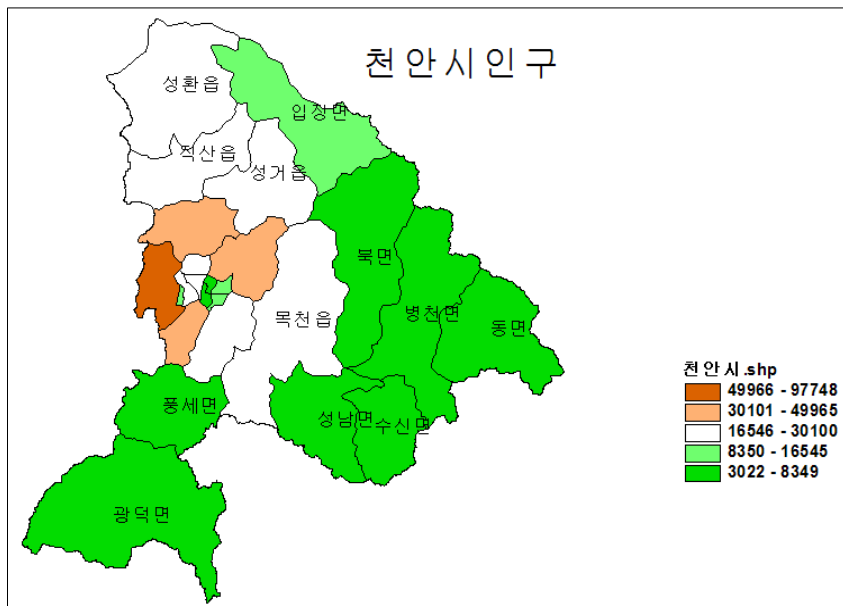 천안시인구
성환읍
입장면
직산읍
성거읍
북면
병천면
동면
목천읍
풍세면
성남면
수신면
광덕면
천안시.shp
49966 - 97748
30101 - 49965
16546 - 30100
8350 - 16545
3022 - 8349